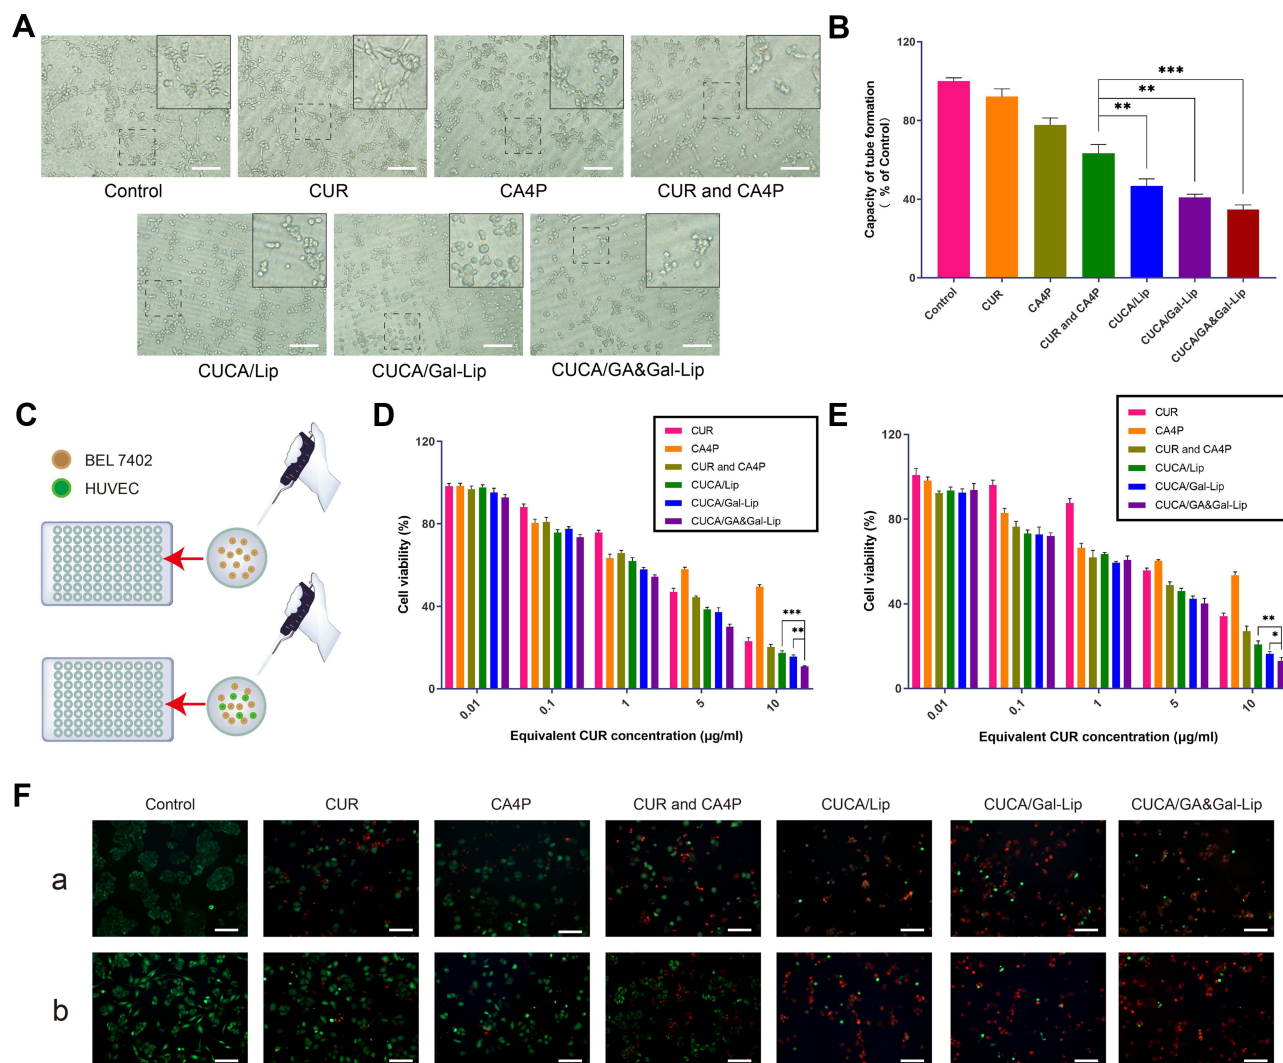 A
Control
CUR
CA4P
CUR and CA4P
CUCA/Lip
CUCA/Gal-Lip
CUCA/GA&Gal-Lip
B
Capacity of tube formation
( % of Control)
120
80
40
0
***
**
**
Control
CUR
CA4P
CUR and CA4P
CUCA/Lip
CUCA/Gal-Lip
CUCA/GA&Gal-Lip
C
BEL 7402
HUVEC
D
CUR
CA4P
CUR and CA4P
CUCA/Lip
CUCA/Gal-Lip
CUCA/GA&Gal-Lip
Cell viability (%)
120
80
40
0
***
**
0.01
0.1
1
5
10
Equivalent CUR concentration (μg/ml)
E
CUR
CA4P
CUR and CA4P
CUCA/Lip
CUCA/Gal-Lip
CUCA/GA&Gal-Lip
Cell viability (%)
120
80
40
0
**
*
0.01
0.1
1
5
10
Equivalent CUR concentration (μg/ml)
F
Control
CUR
CA4P
CUR and CA4P
CUCA/Lip
CUCA/Gal-Lip
CUCA/GA&Gal-Lip
a
b